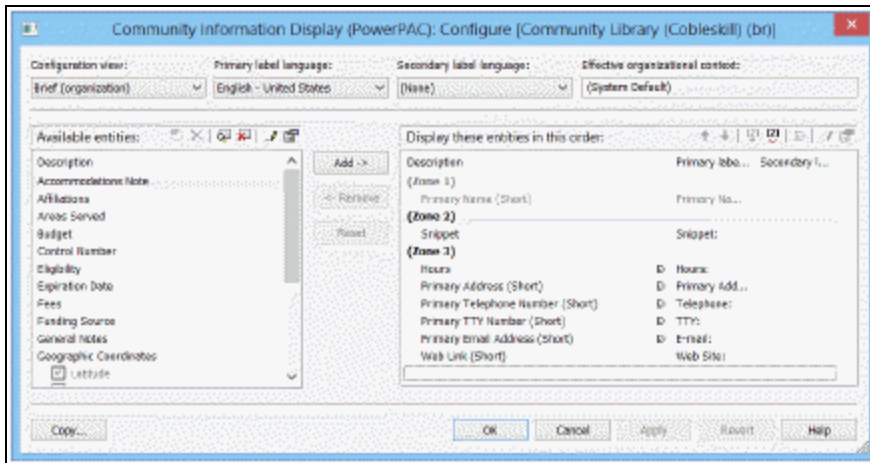 Community Information Display (PowerPAC): Configure [Community Library (Cobleskill) (br)]
Configuration view: Primary label language: Secondary label language: Effective organizational context:
Brief (organization) English - United States (None) (System Default)
Available entities: Display these entities in this order:
Description Add -> Description Primary labe... Secondary l...
Accommodations Note (Zone 1)
Affiliations <- Remove Primary Name (Short) Primary Na...
Areas Served (Zone 2)
Budget Reset Snippet Snippet:
Control Number (Zone 3)
Eligibility Hours D Hours:
Expiration Date Primary Address (Short) D Primary Add...
Fees Primary Telephone Number (Short) D Telephone:
Funding Source Primary TTY Number (Short) D TTY:
General Notes Primary Email Address (Short) D E-mail:
Geographic Coordinates Web Link (Short) Web Site:
Latitude
Copy... OK Cancel Apply Revert Help